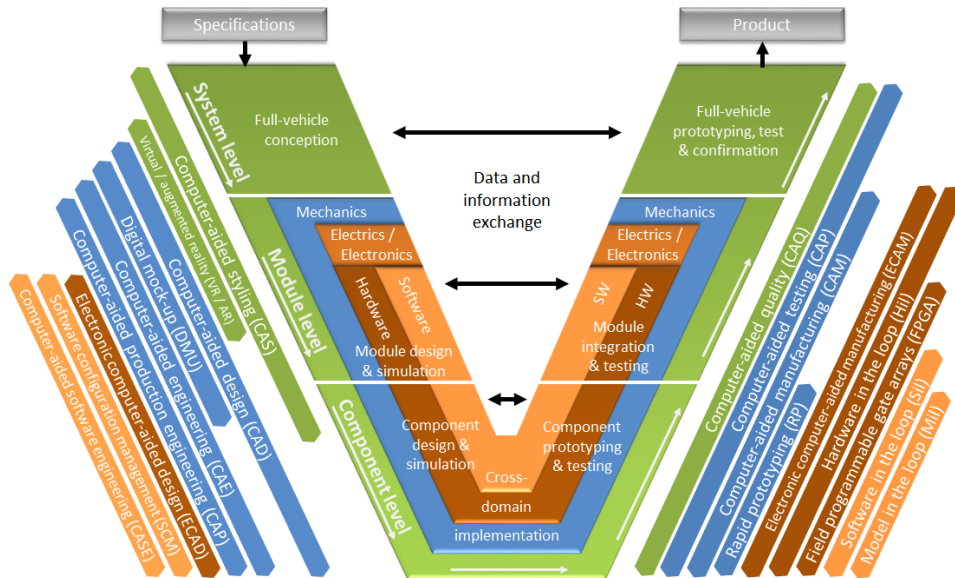 Specifications
Product
System level
Full-vehicle
conception
Full-vehicle
prototyping, test
& confirmation
Data and
information
exchange
Module level
Mechanics
Electrics /
Electronics
Hardware
Software
Module design
& simulation
Mechanics
Electrics /
Electronics
SW
HW
Module
integration
& testing
Component level
Component
design &
simulation
Component
prototyping
& testing
Cross-
domain
implementation
Computer-aided styling (CAS)
Virtual / augmented reality (VR / AR)
Computer-aided design (CAD)
Digital mock-up (DMU)
Computer-aided engineering (CAE)
Computer-aided production engineering (CAP)
Electronic computer-aided design (ECAD)
Software configuration management (SCM)
Computer-aided software engineering (CASE)
Computer-aided quality (CAQ)
Computer-aided testing (CAP)
Computer-aided manufacturing (CAM)
Rapid prototyping (RP)
Electronic computer-aided manufacturing (ECAM)
Hardware in the loop (Hil)
Field programmable gate arrays (FPGA)
Software in the loop (Sil)
Model in the loop (Mil)